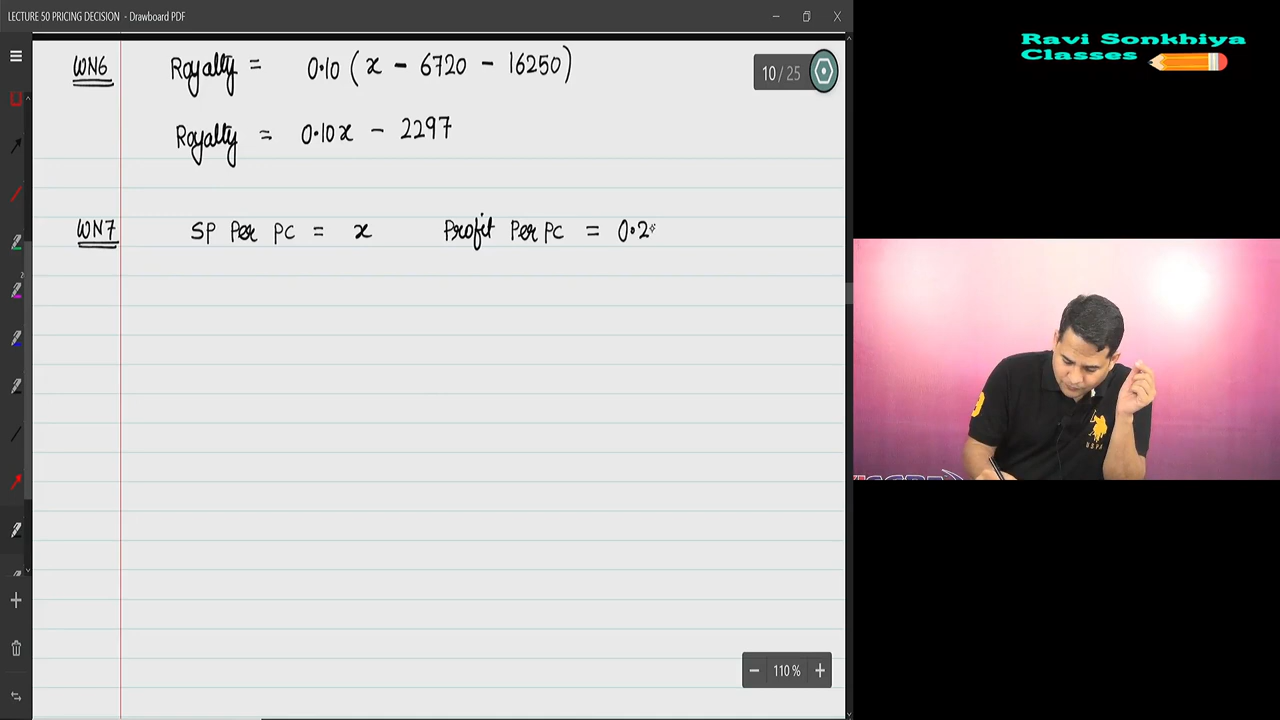 LECTURE 50 PRICING DECISION - Drawboard PDF
Ravi Sonkhiya
Classes
WN6 Royalty = 0.10 ( x - 6720 - 16250 )
10 / 25
Royalty = 0.10x - 2297
WN7 SP Per PC = x Profit Per PC = 0.2
USPA
110 %